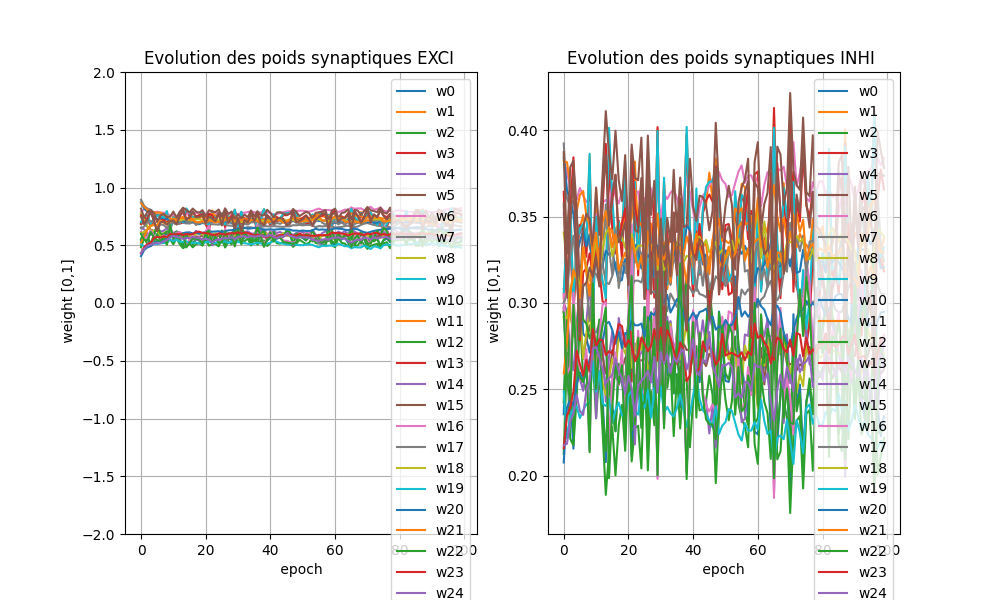 Evolution des poids synaptiques EXCI
weight [0,1]
2.0
1.5
1.0
0.5
0.0
−0.5
−1.0
−1.5
−2.0
0
20
40
60
80
100
epoch
w0
w1
w2
w3
w4
w5
w6
w7
w8
w9
w10
w11
w12
w13
w14
w15
w16
w17
w18
w19
w20
w21
w22
w23
w24
Evolution des poids synaptiques INHI
weight [0,1]
0.40
0.35
0.30
0.25
0.20
0
20
40
60
80
100
epoch
w0
w1
w2
w3
w4
w5
w6
w7
w8
w9
w10
w11
w12
w13
w14
w15
w16
w17
w18
w19
w20
w21
w22
w23
w24